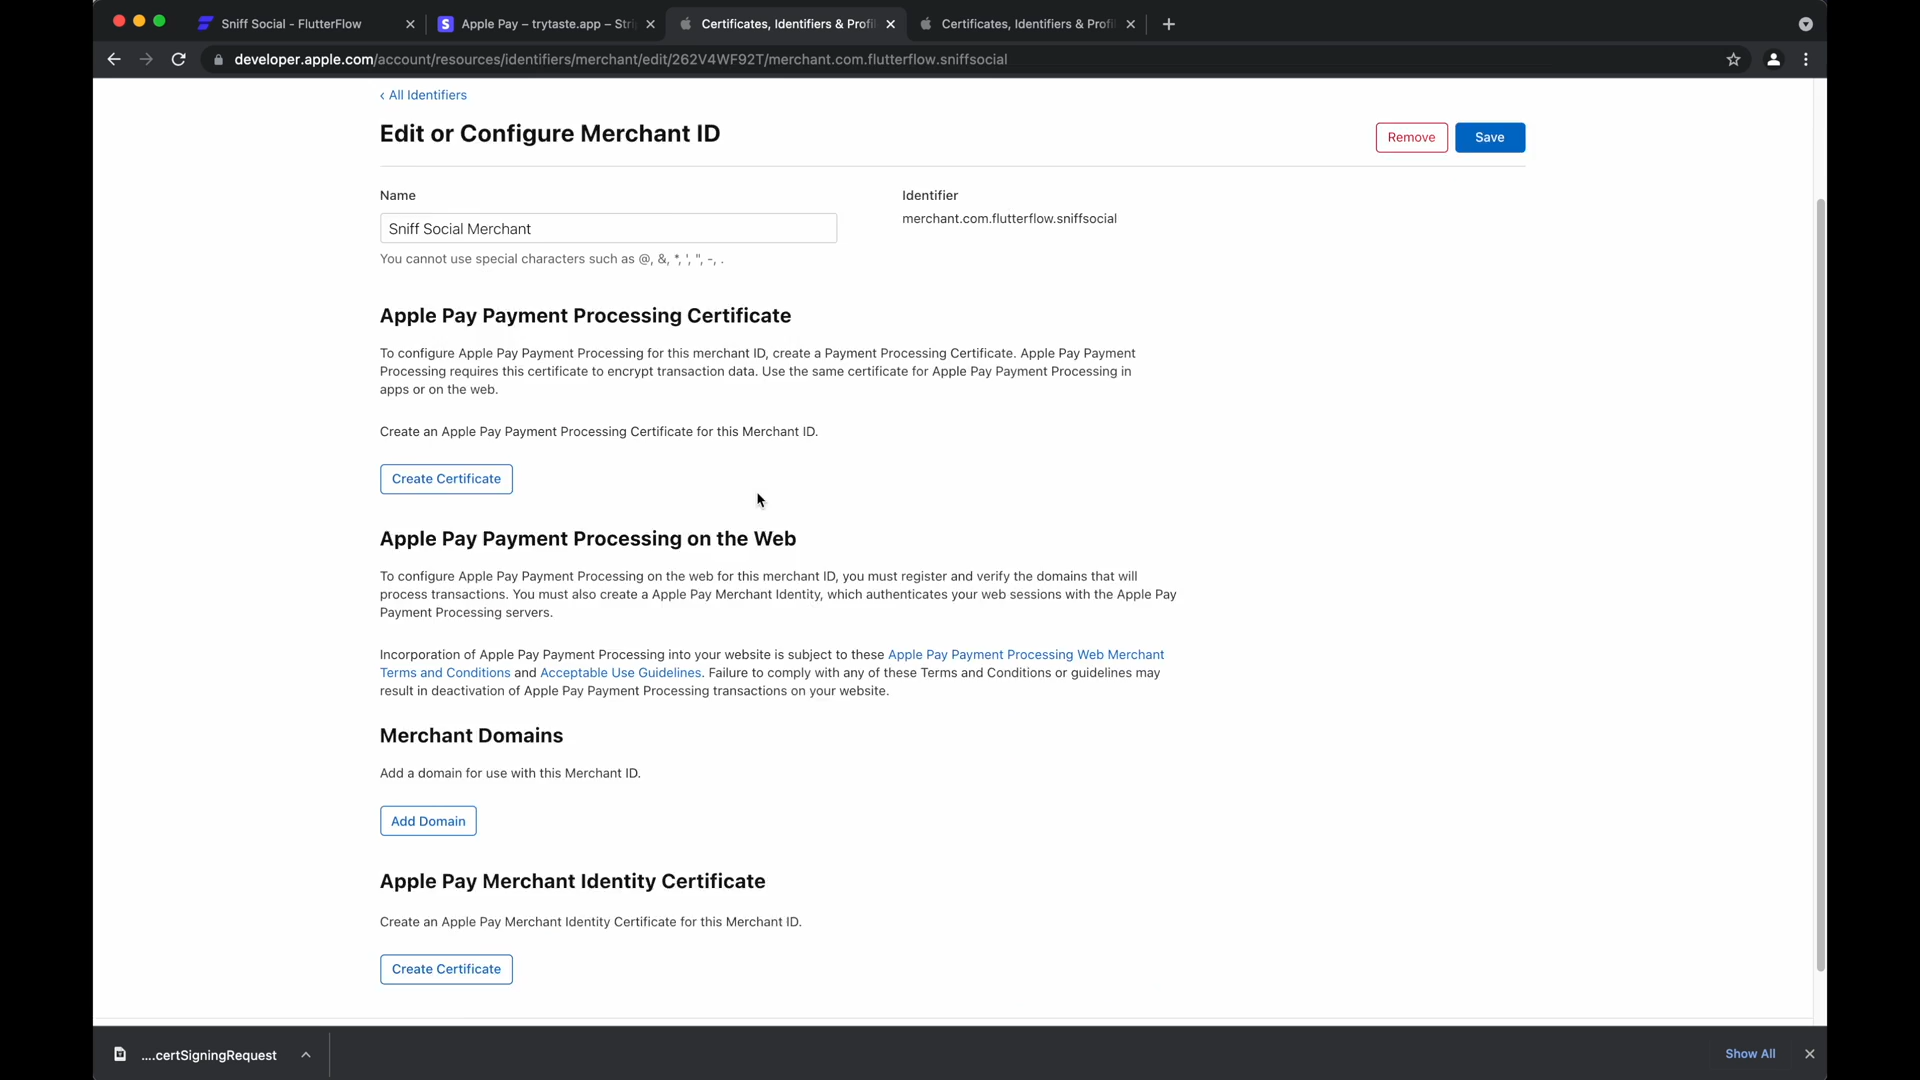 Sniff Social - FlutterFlow
Apple Pay – trytaste.app – Stri
Certificates, Identifiers & Profil
Certificates, Identifiers & Profil
developer.apple.com/account/resources/identifiers/merchant/edit/262V4WF92T/merchant.com.flutterflow.sniffsocial
‹ All Identifiers
Edit or Configure Merchant ID
Remove
Save
Name
Identifier
Sniff Social Merchant
merchant.com.flutterflow.sniffsocial
You cannot use special characters such as @, &, *, ', ", -, .
Apple Pay Payment Processing Certificate
To configure Apple Pay Payment Processing for this merchant ID, create a Payment Processing Certificate. Apple Pay Payment
Processing requires this certificate to encrypt transaction data. Use the same certificate for Apple Pay Payment Processing in
apps or on the web.
Create an Apple Pay Payment Processing Certificate for this Merchant ID.
Create Certificate
Apple Pay Payment Processing on the Web
To configure Apple Pay Payment Processing on the web for this merchant ID, you must register and verify the domains that will
process transactions. You must also create a Apple Pay Merchant Identity, which authenticates your web sessions with the Apple Pay
Payment Processing servers.
Incorporation of Apple Pay Payment Processing into your website is subject to these Apple Pay Payment Processing Web Merchant
Terms and Conditions and Acceptable Use Guidelines. Failure to comply with any of these Terms and Conditions or guidelines may
result in deactivation of Apple Pay Payment Processing transactions on your website.
Merchant Domains
Add a domain for use with this Merchant ID.
Add Domain
Apple Pay Merchant Identity Certificate
Create an Apple Pay Merchant Identity Certificate for this Merchant ID.
Create Certificate
....certSigningRequest
Show All